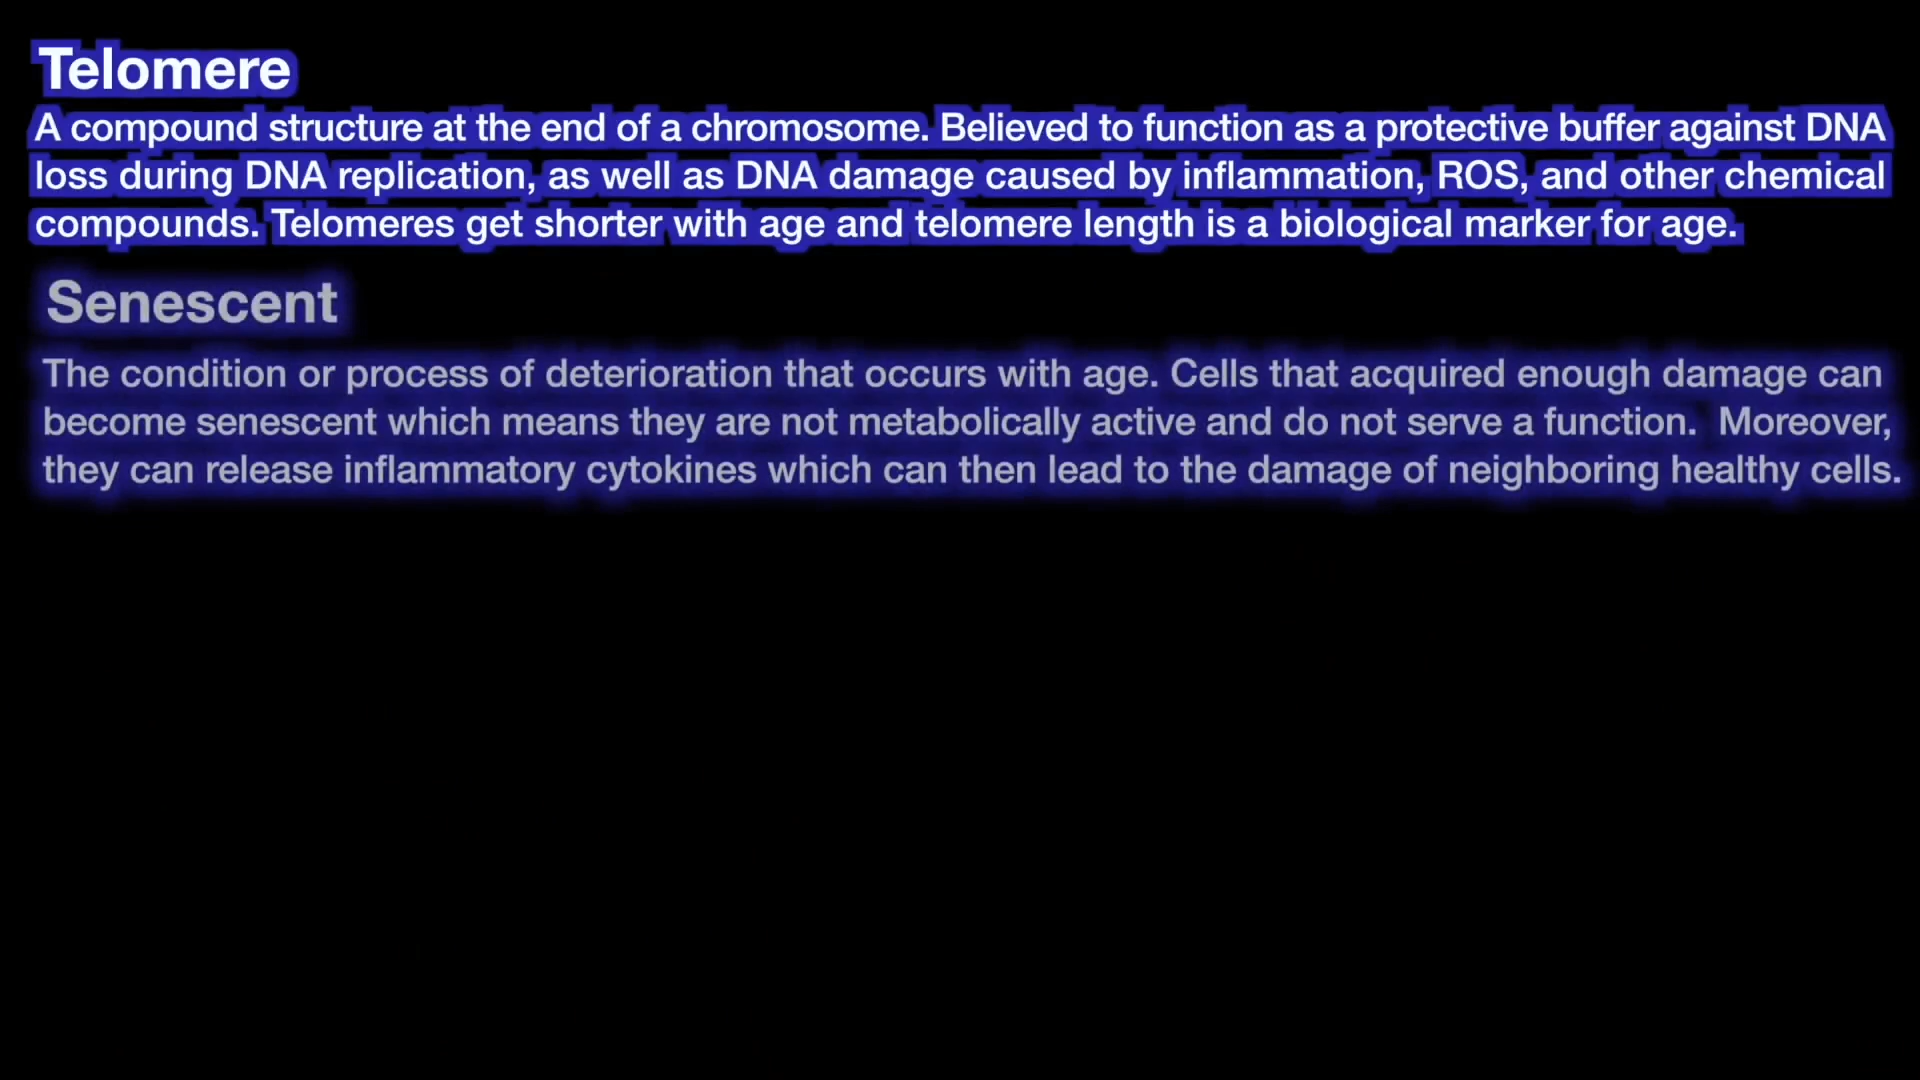 Telomere
A compound structure at the end of a chromosome. Believed to function as a protective buffer against DNA
loss during DNA replication, as well as DNA damage caused by inflammation, ROS, and other chemical
compounds. Telomeres get shorter with age and telomere length is a biological marker for age.
Senescent
The condition or process of deterioration that occurs with age. Cells that acquired enough damage can
become senescent which means they are not metabolically active and do not serve a function.  Moreover,
they can release inflammatory cytokines which can then lead to the damage of neighboring healthy cells.